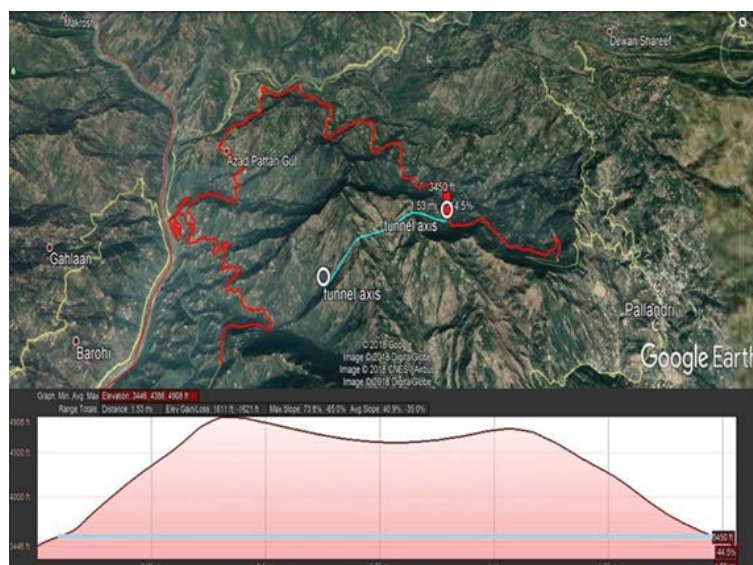 Makrosh
Dewan Shareef
Azad Pattan Gul
3450 ft
1.53 mi
tunnel axis
Gahlaan
tunnel axis
Pallandri
Barohi
© 2018 Google
Image © 2018 DigitalGlobe
Image © 2018 CNES / Airbus
Image © 2018 DigitalGlobe
Google Earth
Graph: Min, Avg, Max Elevation: 3446, 4386, 4908 ft
Range Totals: Distance: 1.53 mi Elev Gain/Loss: 1611 ft, -1621 ft Max Slope: 73.8%, -65.0% Avg Slope: 40.9%, -35.0%
4908 ft
4500 ft
4000 ft
3450 ft
3446 ft
-44.5%